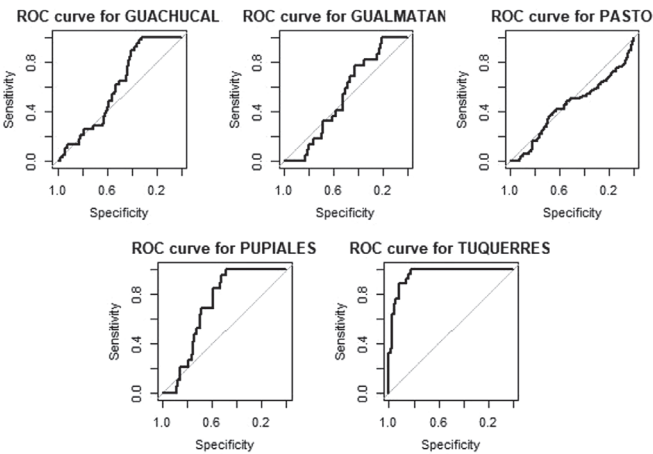 ROC curve for GUACHUCAL
Sensitivity
0.8
0.4
0.0
1.0 0.6 0.2
Specificity
ROC curve for GUALMATAN
Sensitivity
0.8
0.4
0.0
1.0 0.6 0.2
Specificity
ROC curve for PASTO
Sensitivity
0.8
0.4
0.0
1.0 0.6 0.2
Specificity
ROC curve for PUPIALES
Sensitivity
0.8
0.4
0.0
1.0 0.6 0.2
Specificity
ROC curve for TUQUERRES
Sensitivity
0.8
0.4
0.0
1.0 0.6 0.2
Specificity